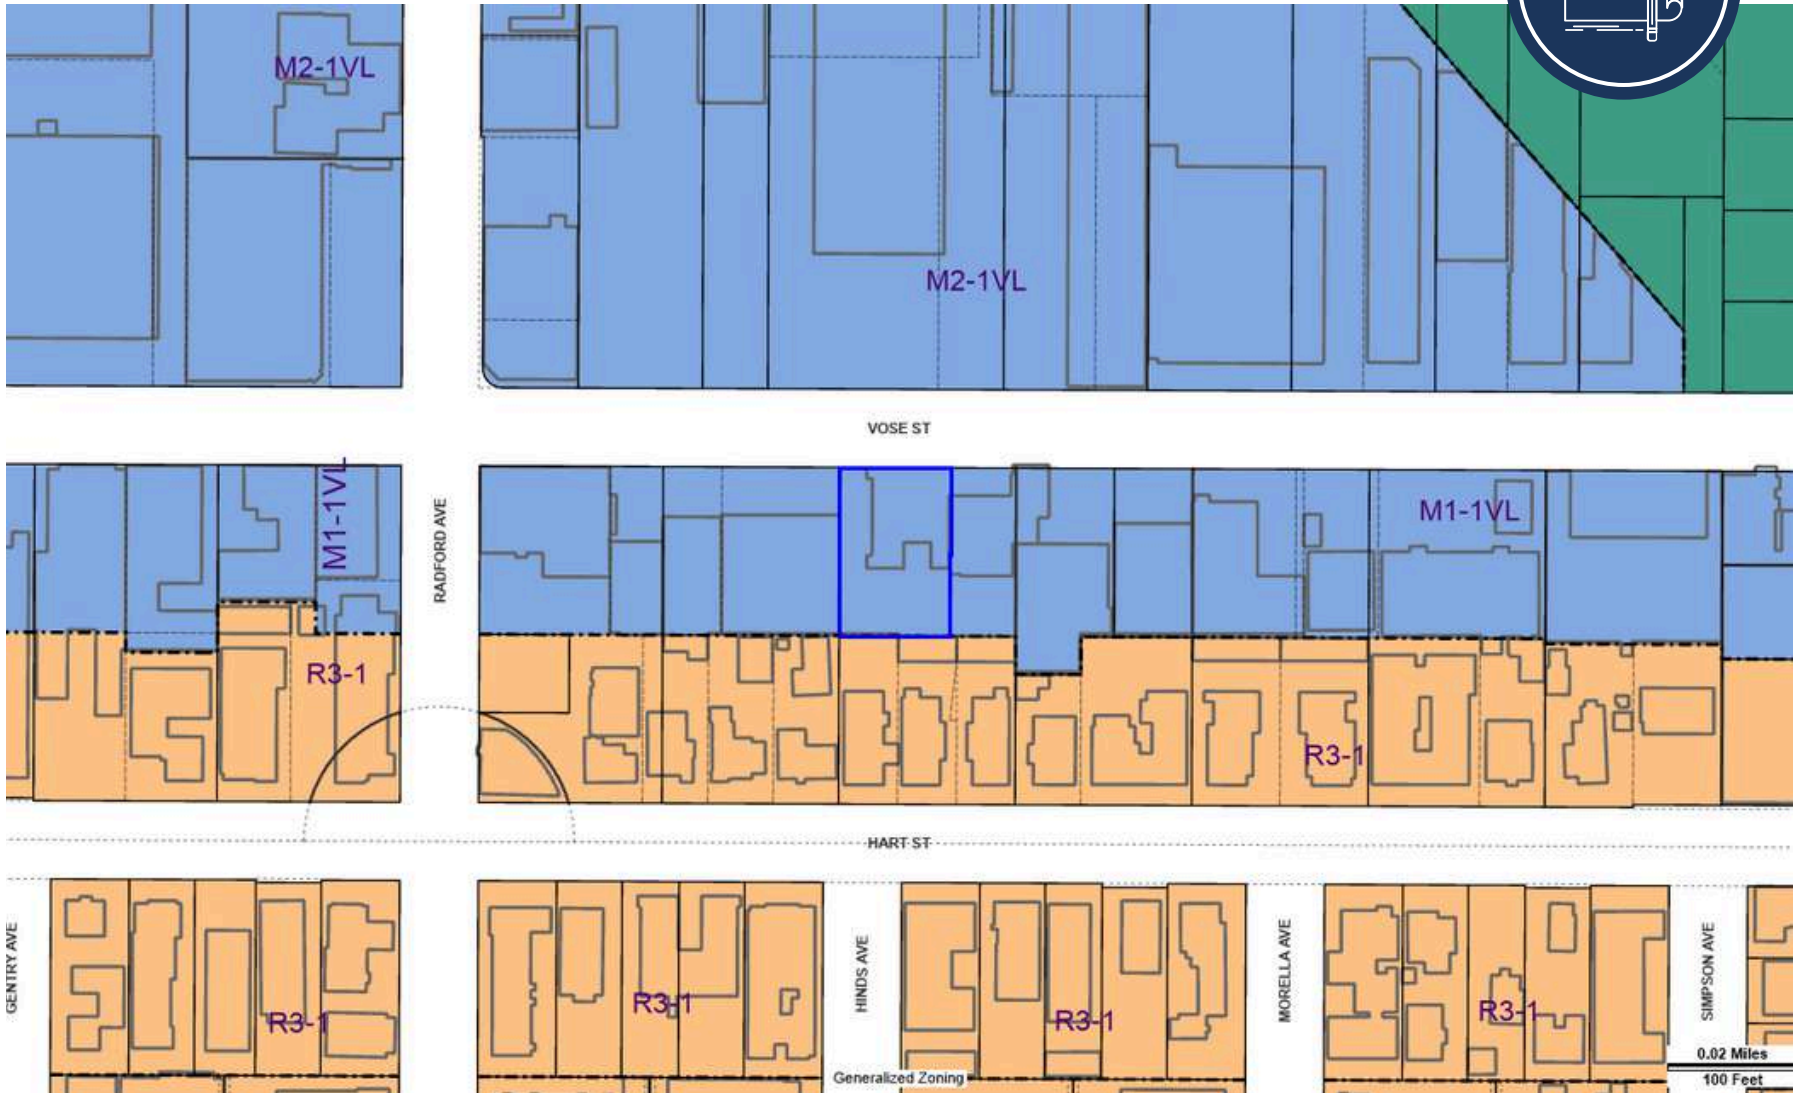 M2-1VL
M2-1VL
VOSE ST
M1-1VL
RADFORD AVE
M1-1VL
R3-1
R3-1
HART ST
GENTRY AVE
R3-1
R3-1
HINDS AVE
R3-1
MORELLA AVE
R3-1
SIMPSON AVE
0.02 Miles
Generalized Zoning
100 Feet